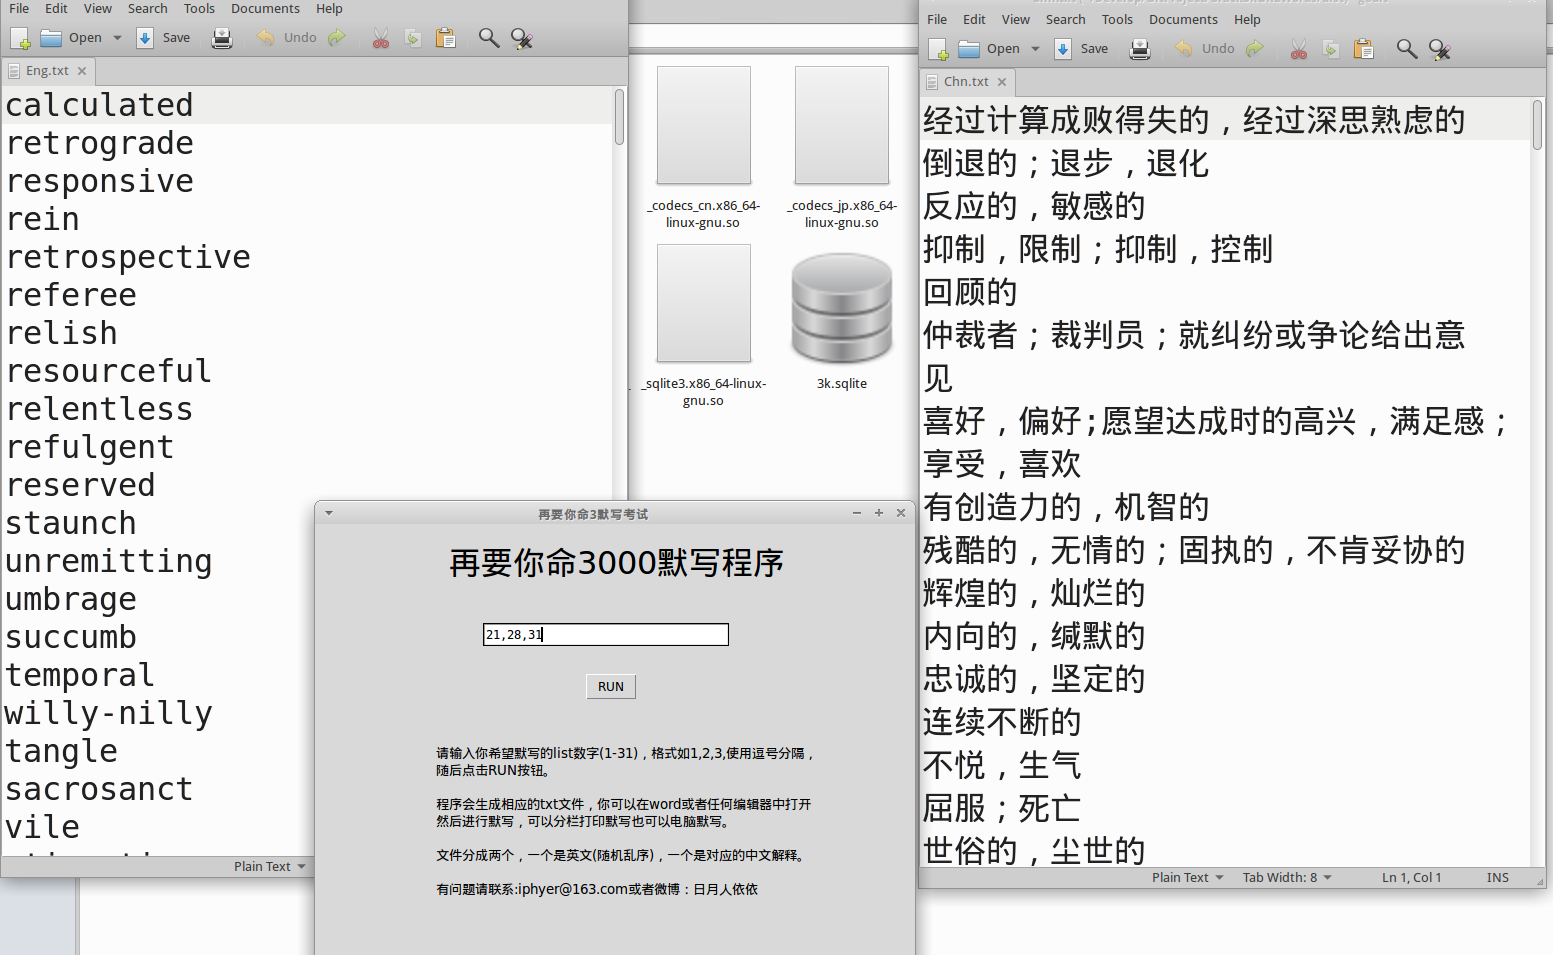 File Edit View Search Tools Documents Help
Open Save Undo
Eng.txt
calculated
retrograde
responsive
rein
retrospective
referee
relish
resourceful
relentless
refulgent
reserved
staunch
unremitting
umbrage
succumb
temporal
willy-nilly
tangle
sacrosanct
vile
Plain Text
_codecs_cn.x86_64-
linux-gnu.so
_codecs_jp.x86_64-
linux-gnu.so
_sqlite3.x86_64-linux-
gnu.so
3k.sqlite
File Edit View Search Tools Documents Help
Open Save Undo
Chn.txt
经过计算成败得失的，经过深思熟虑的
倒退的；退步，退化
反应的，敏感的
抑制，限制；抑制，控制
回顾的
仲裁者；裁判员；就纠纷或争论给出意
见
喜好，偏好;愿望达成时的高兴，满足感；
享受，喜欢
有创造力的，机智的
残酷的，无情的；固执的，不肯妥协的
辉煌的，灿烂的
内向的，缄默的
忠诚的，坚定的
连续不断的
不悦，生气
屈服；死亡
世俗的，尘世的
Plain Text Tab Width: 8 Ln 1, Col 1 INS
再要你命3默写考试
再要你命3000默写程序
21,28,31
RUN
请输入你希望默写的list数字(1-31)，格式如1,2,3,使用逗号分隔，
随后点击RUN按钮。
程序会生成相应的txt文件，你可以在word或者任何编辑器中打开
然后进行默写，可以分栏打印默写也可以电脑默写。
文件分成两个，一个是英文(随机乱序)，一个是对应的中文解释。
有问题请联系:iphyer@163.com或者微博：日月人依依